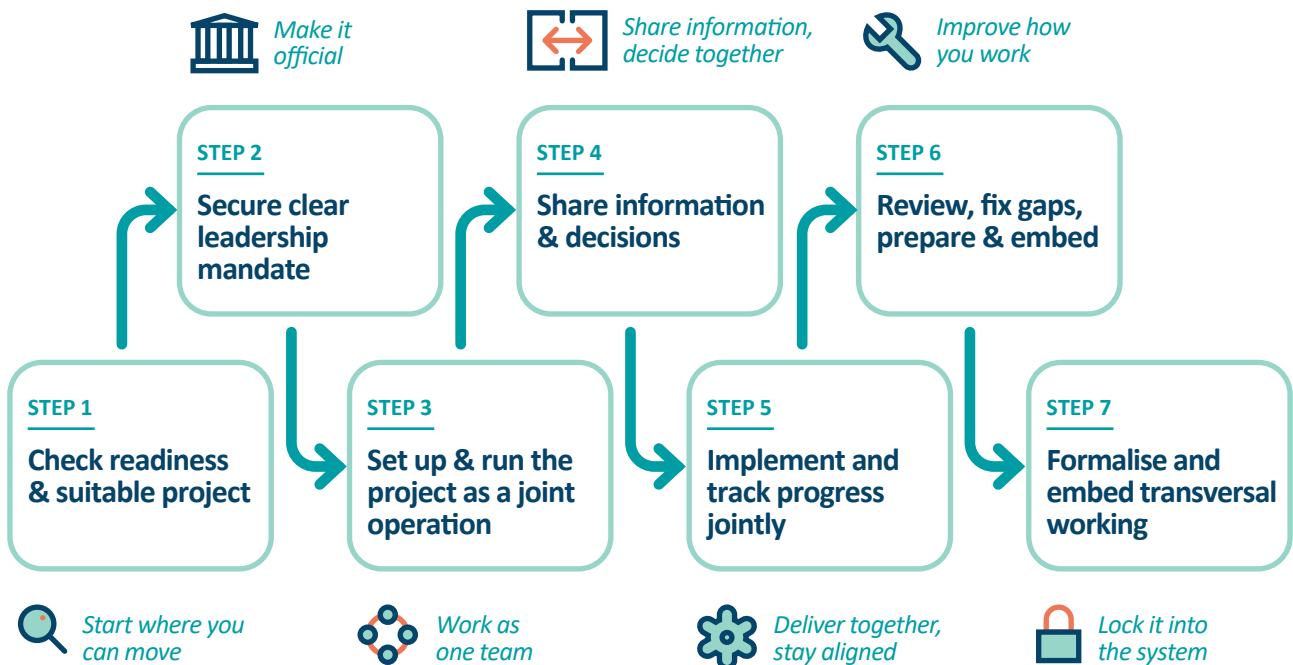 Make it
official
Share information,
decide together
Improve how
you work
STEP 2
Secure clear
leadership
mandate
STEP 4
Share information
& decisions
STEP 6
Review, fix gaps,
prepare & embed
STEP 1
Check readiness
& suitable project
STEP 3
Set up & run the
project as a joint
operation
STEP 5
Implement and
track progress
jointly
STEP 7
Formalise and
embed transversal
working
Start where you
can move
Work as
one team
Deliver together,
stay aligned
Lock it into
the system